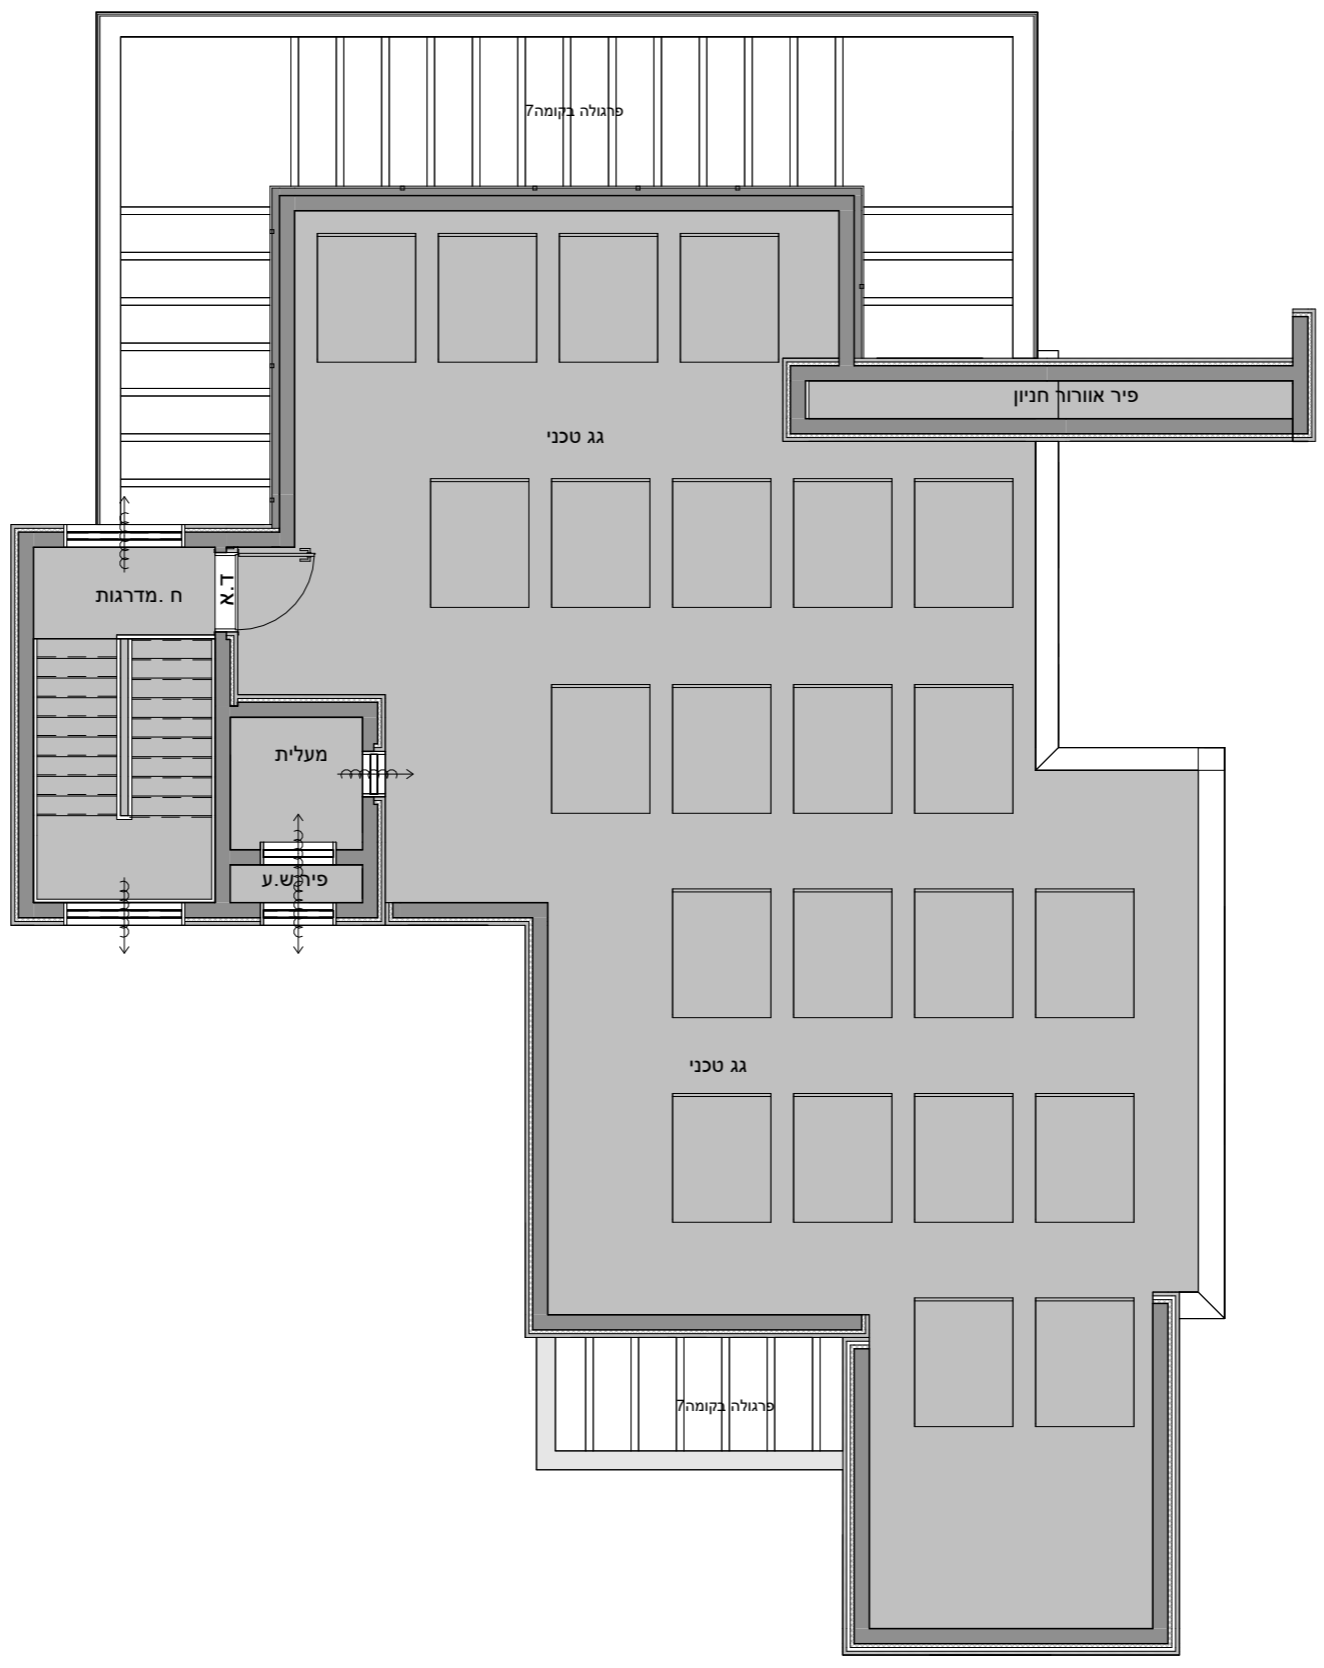 פרגולה בקומה7
פיר אוורור חניון
גג טכני
ח .מדרגות
ד.א
מעלית
פיר ש.ע
גג טכני
פרגולה בקומה7